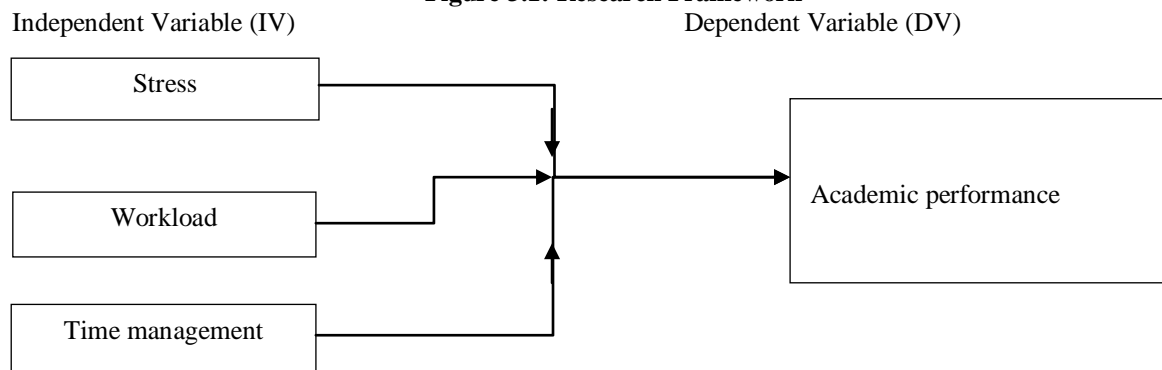 Independent Variable (IV)
Dependent Variable (DV)
Stress
Workload
Academic performance
Time management